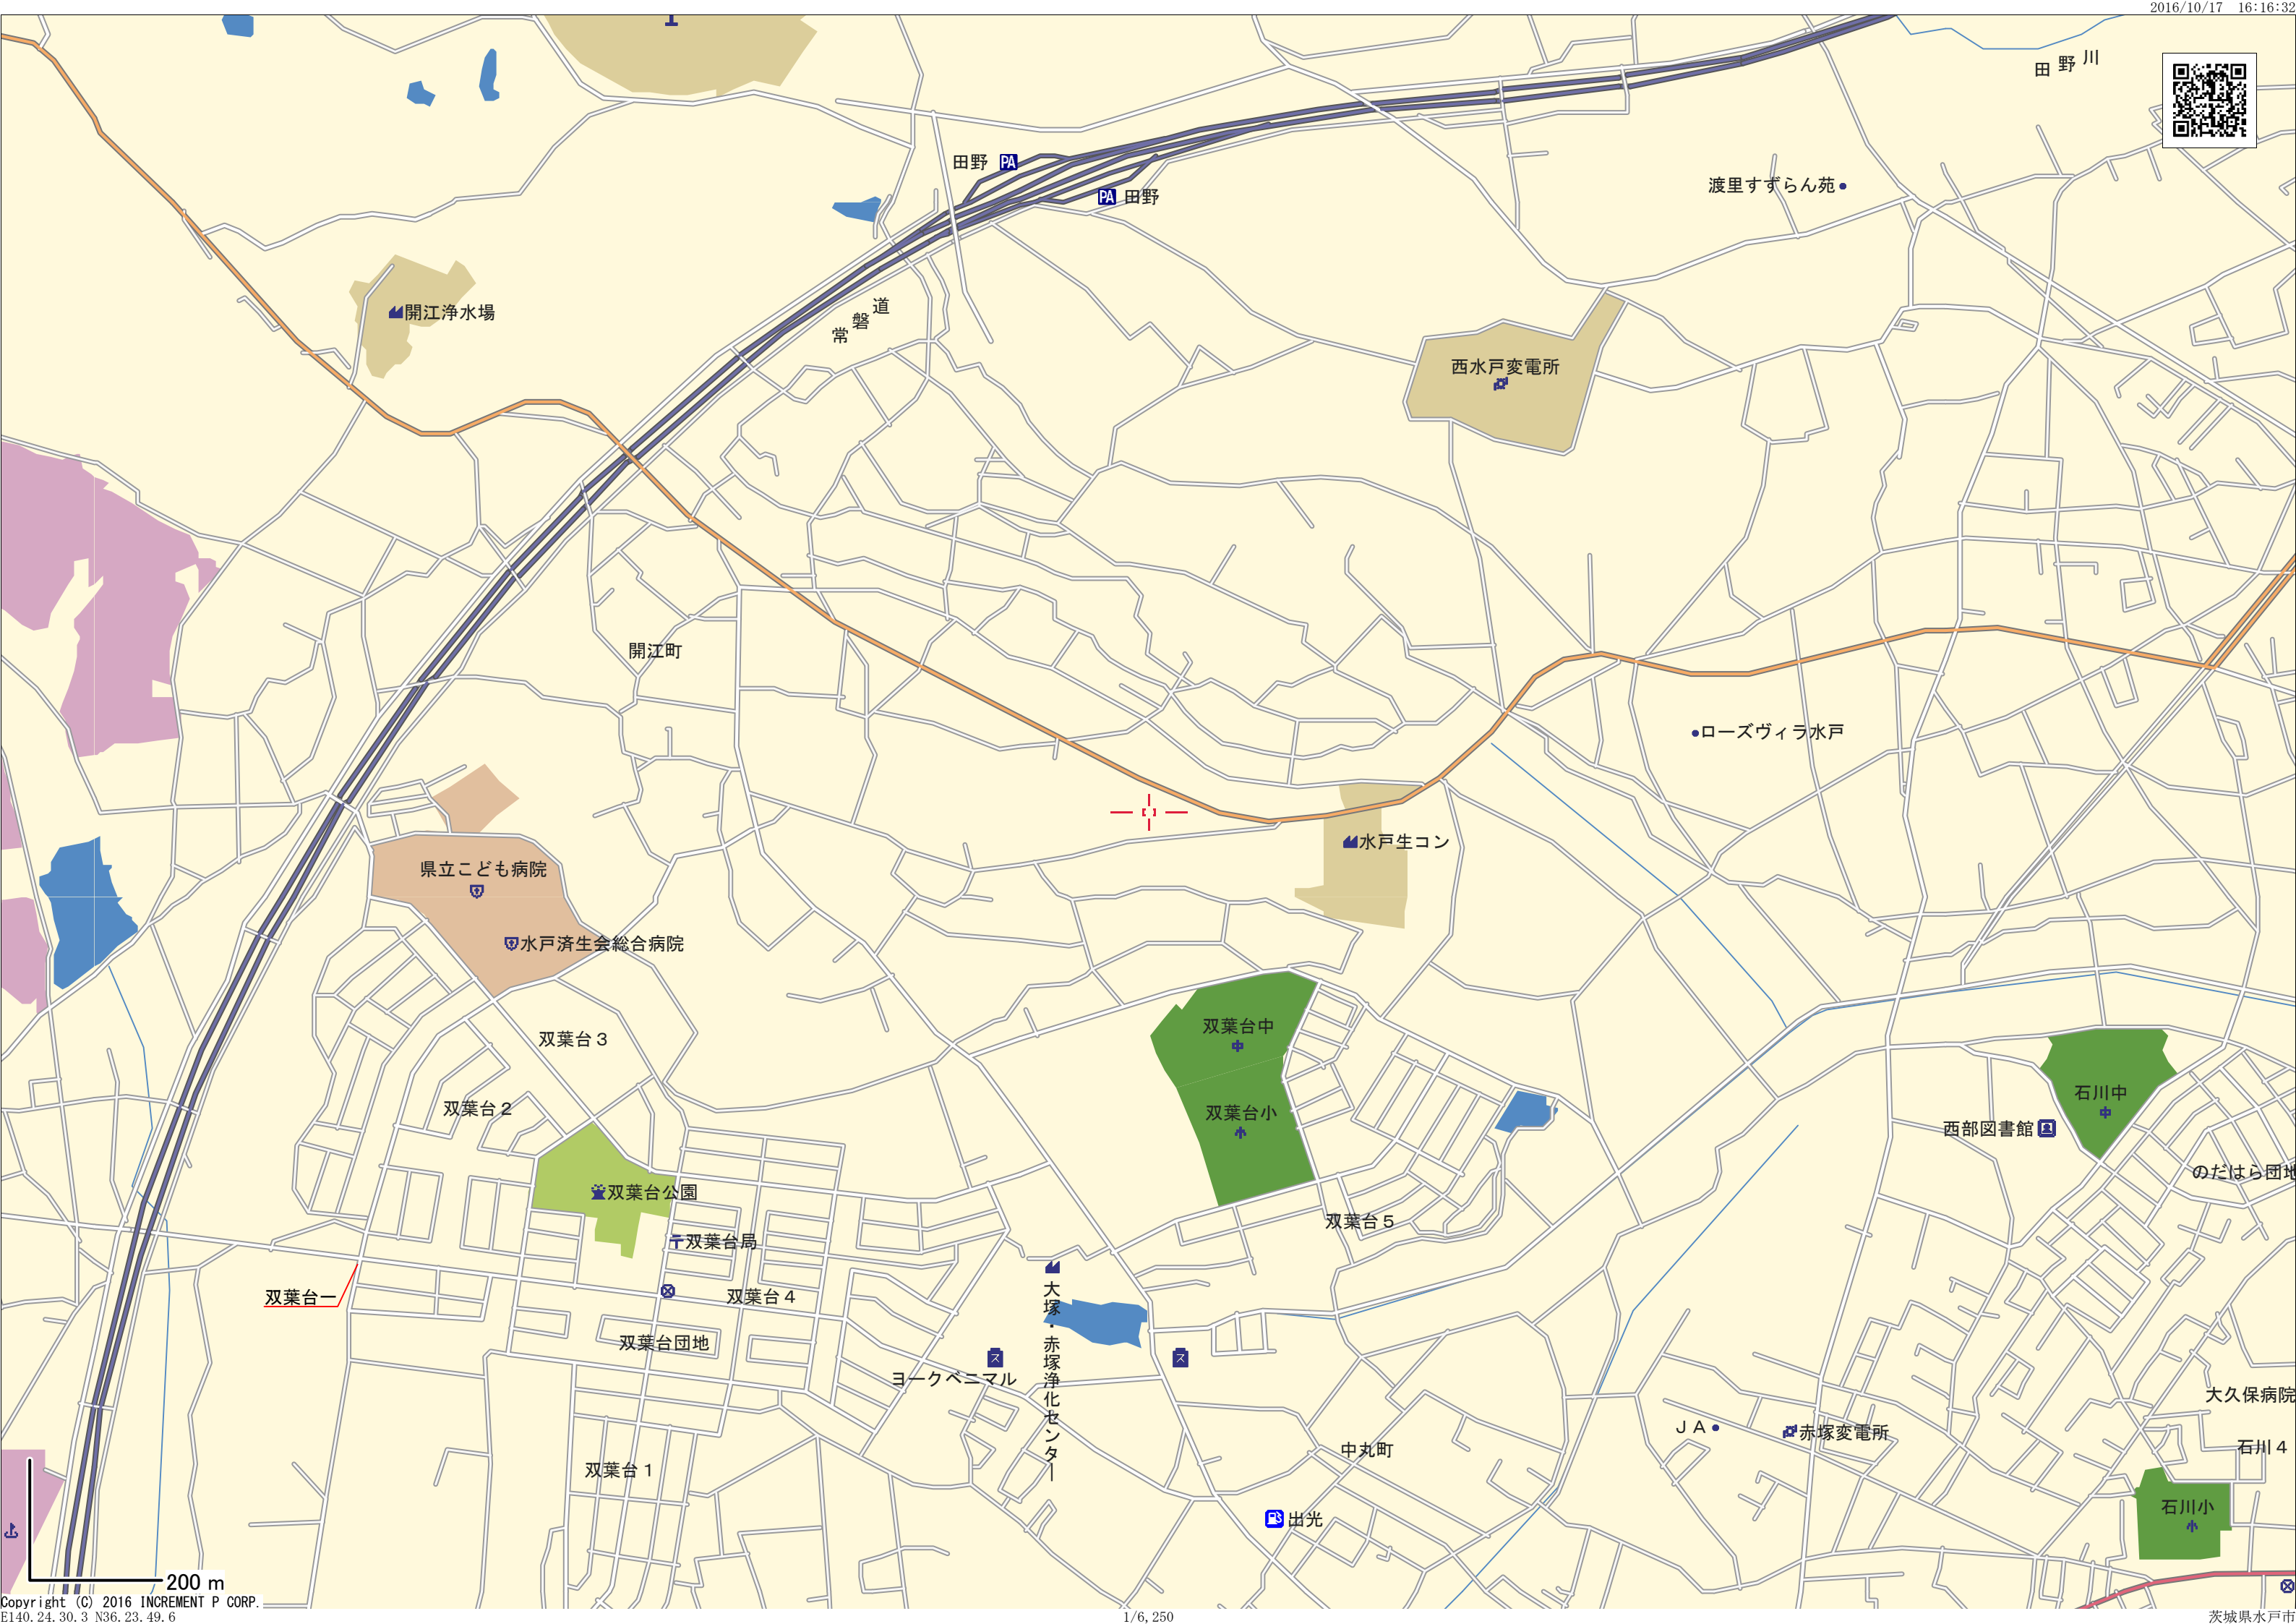 2016/10/17 16:16:32
田野川
田野 PA
PA 田野
渡里すずらん苑
開江浄水場
常磐道
西水戸変電所
開江町
ローズヴィラ水戸
水戸生コン
県立こども病院
水戸済生会総合病院
双葉台中
双葉台3
双葉台小
双葉台2
石川中
西部図書館
のだはら団地
双葉台公園
双葉台5
双葉台局
双葉台一
双葉台4
大塚・赤塚浄化センター
双葉台団地
ス
ス
ヨークベニマル
大久保病院
JA
赤塚変電所
石川4
中丸町
双葉台1
石川小
出光
200 m
Copyright (C) 2016 INCREMENT P CORP.
E140.24.30.3 N36.23.49.6
1/6,250
茨城県水戸市